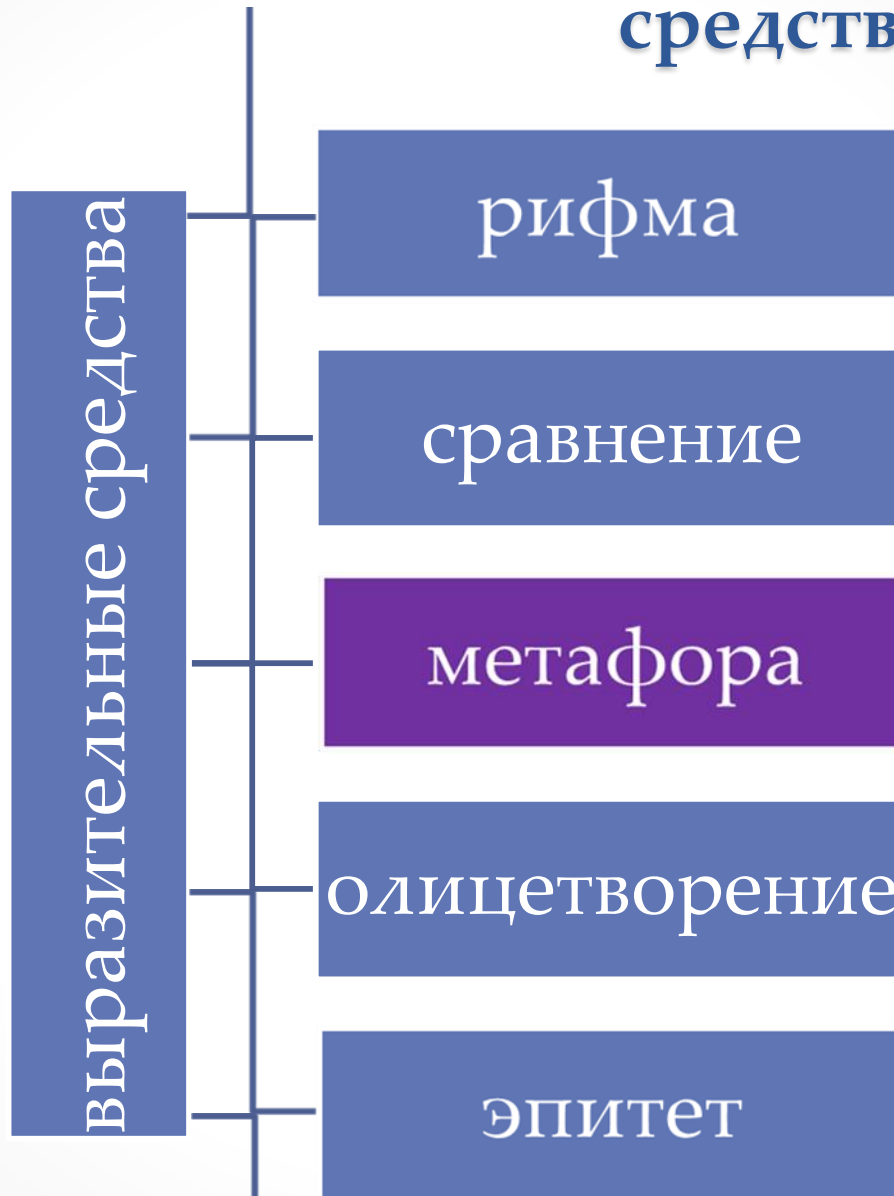 средств
выразительные средства
рифма
сравнение
метафора
олицетворение
эпитет